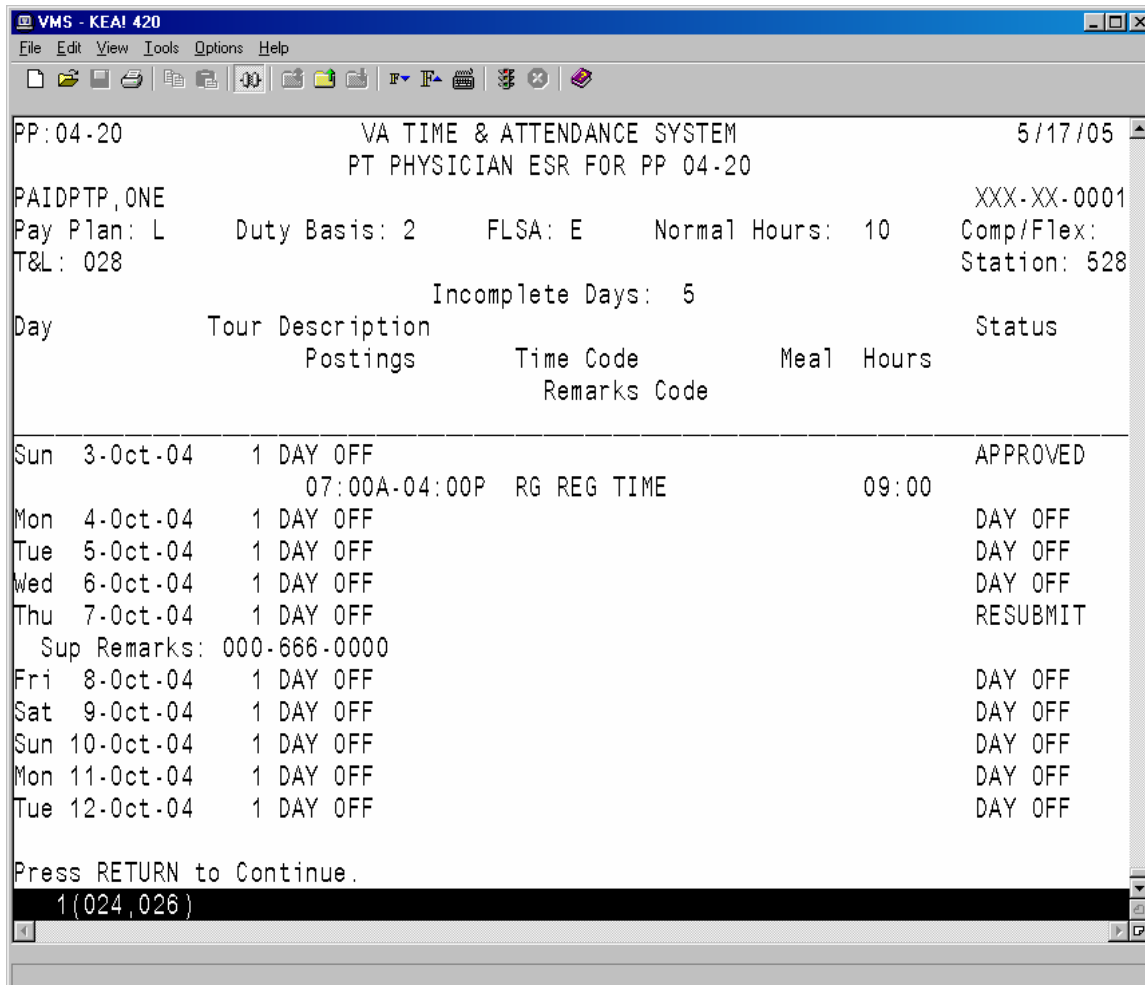 VMS - KEA! 420
File Edit View Tools Options Help
PP:04-20 VA TIME & ATTENDANCE SYSTEM 5/17/05
PT PHYSICIAN ESR FOR PP 04-20
PAIDPTP,ONE XXX-XX-0001
Pay Plan: L Duty Basis: 2 FLSA: E Normal Hours: 10 Comp/Flex:
T&L: 028 Station: 528
Incomplete Days: 5
Day Tour Description Status
Postings Time Code Meal Hours
Remarks Code
Sun 3-Oct-04 1 DAY OFF APPROVED
07:00A-04:00P RG REG TIME 09:00
Mon 4-Oct-04 1 DAY OFF DAY OFF
Tue 5-Oct-04 1 DAY OFF DAY OFF
Wed 6-Oct-04 1 DAY OFF DAY OFF
Thu 7-Oct-04 1 DAY OFF RESUBMIT
Sup Remarks: 000-666-0000
Fri 8-Oct-04 1 DAY OFF DAY OFF
Sat 9-Oct-04 1 DAY OFF DAY OFF
Sun 10-Oct-04 1 DAY OFF DAY OFF
Mon 11-Oct-04 1 DAY OFF DAY OFF
Tue 12-Oct-04 1 DAY OFF DAY OFF
Press RETURN to Continue.
1(024,026)